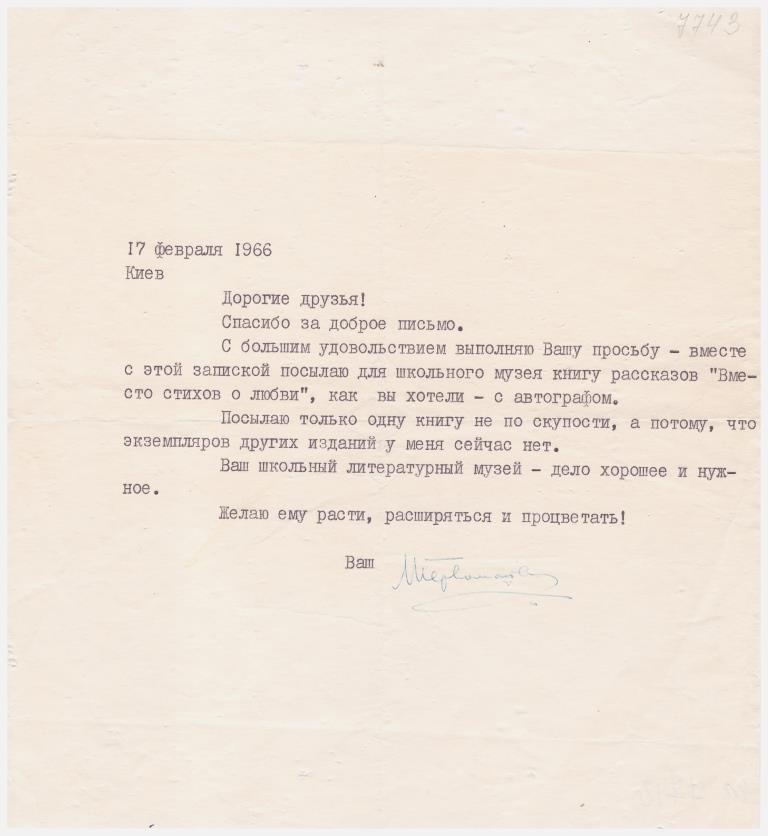 7743
17 февраля 1966
Киев
Дорогие друзья!
Спасибо за доброе письмо.
С большим удовольствием выполняю Вашу просьбу – вместе
с этой запиской посылаю для школьного музея книгу рассказов "Вме-
сто стихов о любви", как вы хотели – с автографом.
Посылаю только одну книгу не по скупости, а потому, что
экземпляров других изданий у меня сейчас нет.
Ваш школьный литературный музей – дело хорошее и нуж-
ное.
Желаю ему расти, расширяться и процветать!
Ваш